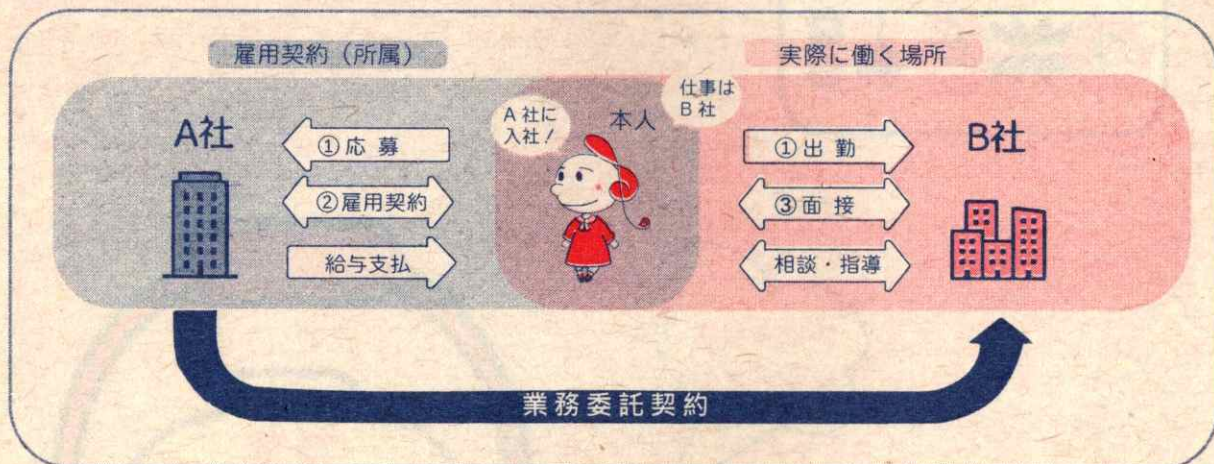 雇用契約（所属）
実際に働く場所
A社
①応募
②雇用契約
給与支払
A社に
入社！
本人
仕事は
B社
①出勤
③面接
相談・指導
B社
業務委託契約